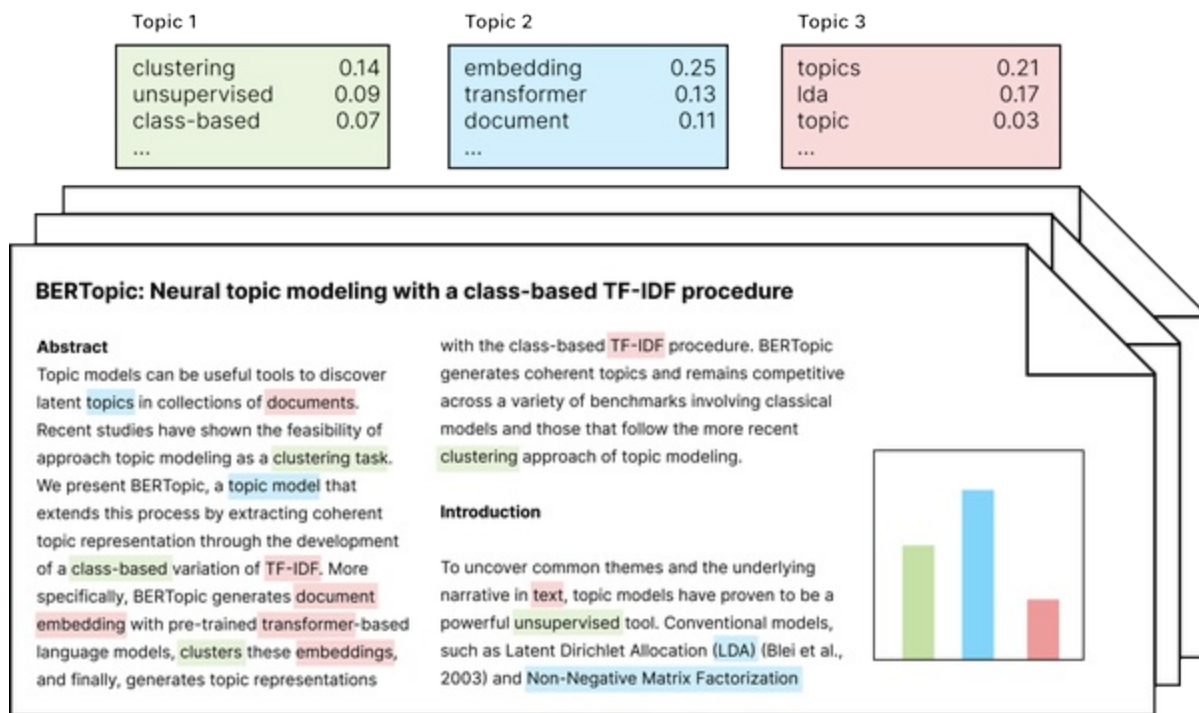 Topic 1
clustering 0.14
unsupervised 0.09
class-based 0.07
...
Topic 2
embedding 0.25
transformer 0.13
document 0.11
...
Topic 3
topics 0.21
lda 0.17
topic 0.03
...
BERTopic: Neural topic modeling with a class-based TF-IDF procedure
Abstract
Topic models can be useful tools to discover
latent topics in collections of documents.
Recent studies have shown the feasibility of
approach topic modeling as a clustering task.
We present BERTopic, a topic model that
extends this process by extracting coherent
topic representation through the development
of a class-based variation of TF-IDF. More
specifically, BERTopic generates document
embedding with pre-trained transformer-based
language models, clusters these embeddings,
and finally, generates topic representations
with the class-based TF-IDF procedure. BERTopic
generates coherent topics and remains competitive
across a variety of benchmarks involving classical
models and those that follow the more recent
clustering approach of topic modeling.
Introduction
To uncover common themes and the underlying
narrative in text, topic models have proven to be a
powerful unsupervised tool. Conventional models,
such as Latent Dirichlet Allocation (LDA) (Blei et al.,
2003) and Non-Negative Matrix Factorization